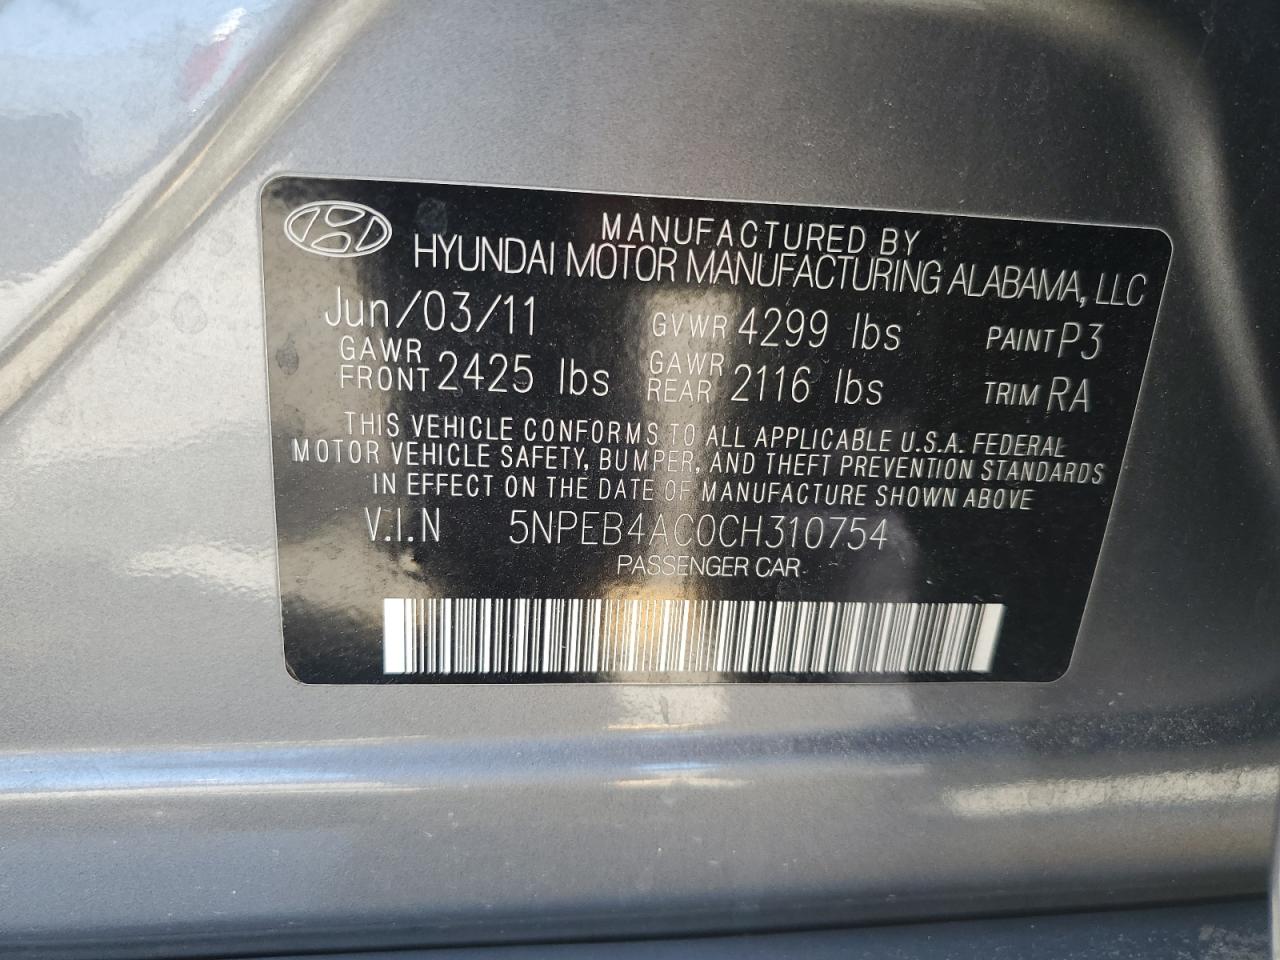 MANUFACTURED BY
HYUNDAI MOTOR MANUFACTURING ALABAMA, LLC
Jun/03/11 GVWR 4299 lbs PAINT P3
GAWR FRONT 2425 lbs GAWR REAR 2116 lbs TRIM RA
THIS VEHICLE CONFORMS TO ALL APPLICABLE U.S.A. FEDERAL
MOTOR VEHICLE SAFETY, BUMPER, AND THEFT PREVENTION STANDARDS
IN EFFECT ON THE DATE OF MANUFACTURE SHOWN ABOVE
V.I.N 5NPEB4AC0CH310754
PASSENGER CAR